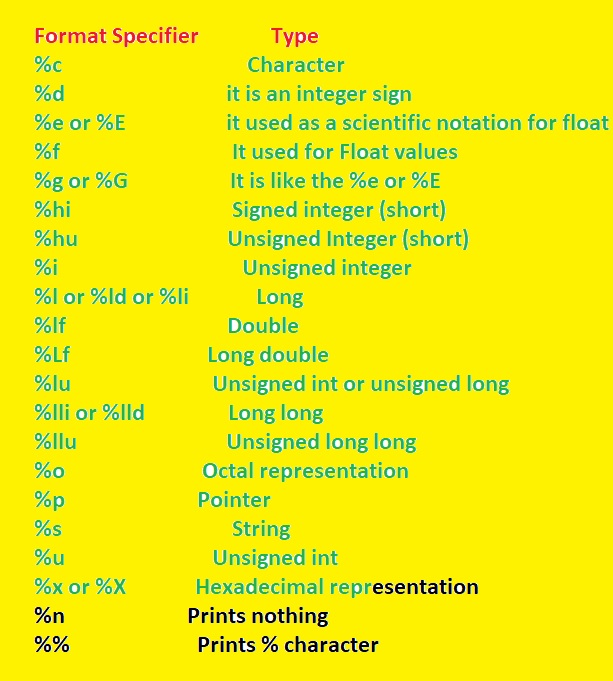 Format Specifier Type
%c Character
%d it is an integer sign
%e or %E it used as a scientific notation for float
%f It used for Float values
%g or %G It is like the %e or %E
%hi Signed integer (short)
%hu Unsigned Integer (short)
%i Unsigned integer
%l or %ld or %li Long
%lf Double
%Lf Long double
%lu Unsigned int or unsigned long
%lli or %lld Long long
%llu Unsigned long long
%o Octal representation
%p Pointer
%s String
%u Unsigned int
%x or %X Hexadecimal representation
%n Prints nothing
%% Prints % character